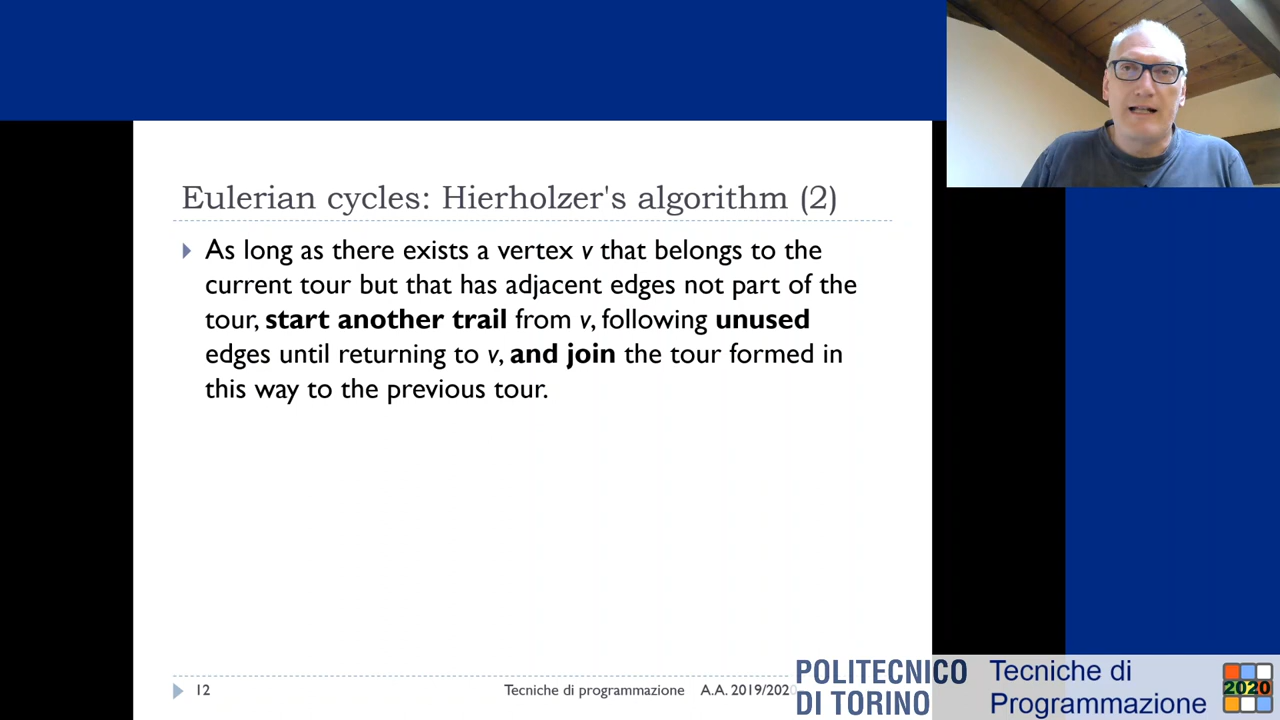 Eulerian cycles: Hierholzer's algorithm (2)
As long as there exists a vertex v that belongs to the
current tour but that has adjacent edges not part of the
tour, start another trail from v, following unused
edges until returning to v, and join the tour formed in
this way to the previous tour.
12
Tecniche di programmazione A.A. 2019/2020
POLITECNICO
DI TORINO
Tecniche di
Programmazione
2020